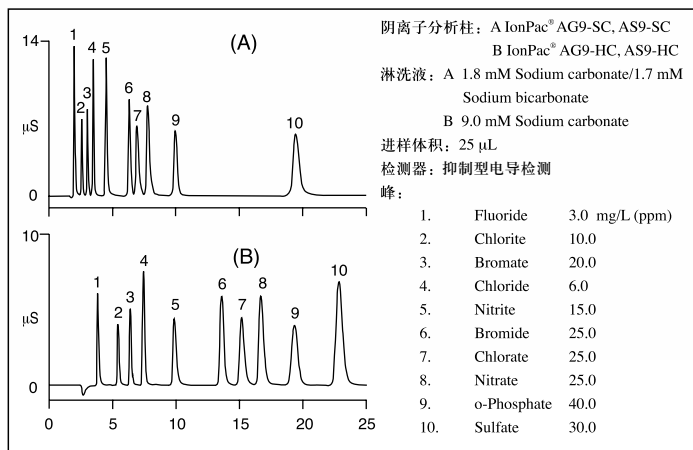 14
(A)
1
2
3
4
5
6
7
8
9
10
μS
0
10
(B)
1
2
3
4
5
6
7
8
9
10
μS
0
0 5 10 15 20 25
阴离子分析柱：A IonPac® AG9-SC, AS9-SC
B IonPac® AG9-HC, AS9-HC
淋洗液：A 1.8 mM Sodium carbonate/1.7 mM
Sodium bicarbonate
B 9.0 mM Sodium carbonate
进样体积：25 μL
检测器：抑制型电导检测
峰：
1. Fluoride 3.0 mg/L (ppm)
2. Chlorite 10.0
3. Bromate 20.0
4. Chloride 6.0
5. Nitrite 15.0
6. Bromide 25.0
7. Chlorate 25.0
8. Nitrate 25.0
9. o-Phosphate 40.0
10. Sulfate 30.0